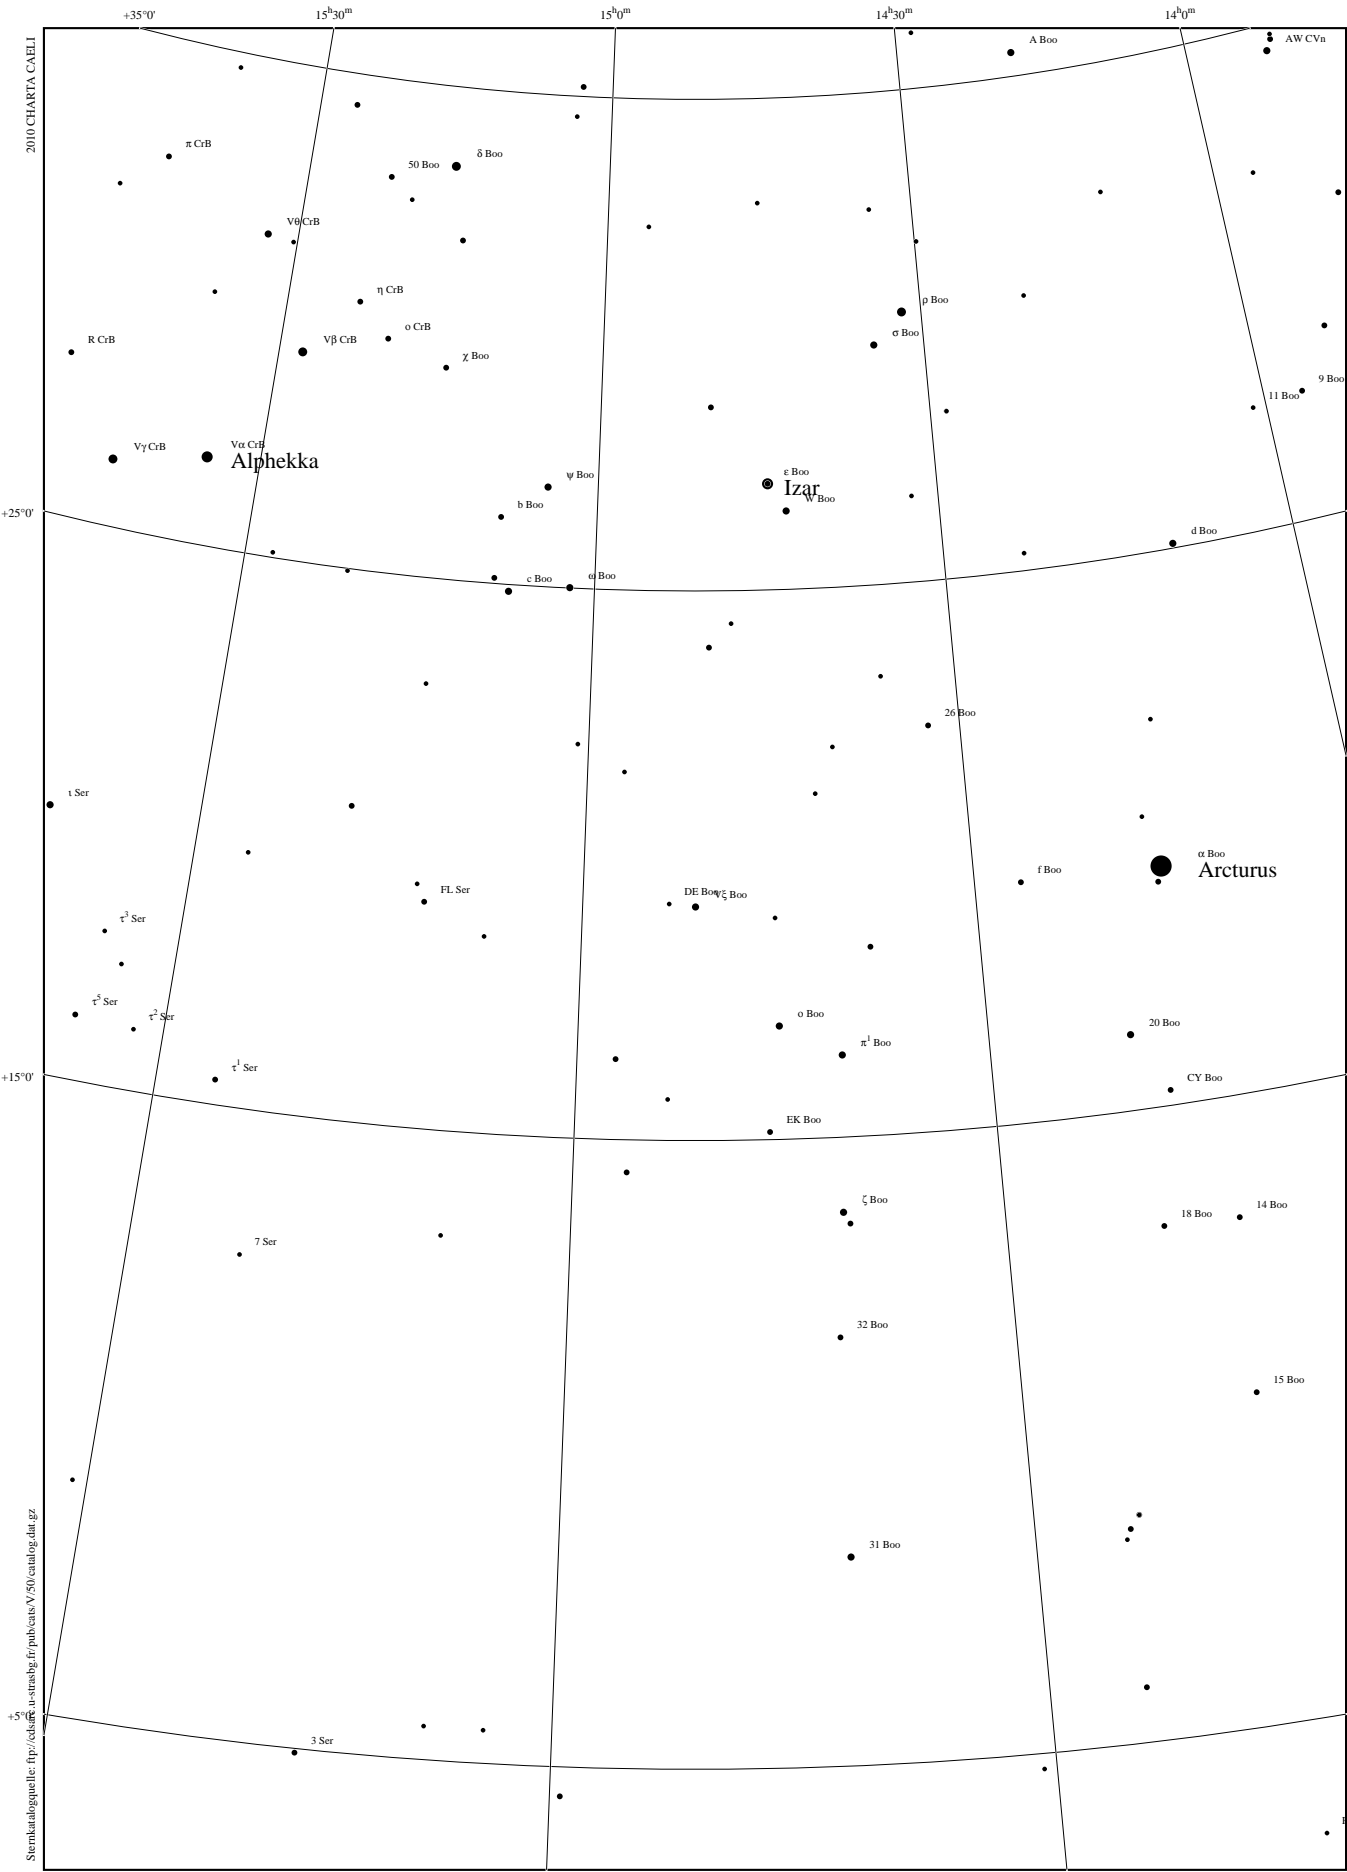 +35°0'
15h30m
15h0m
14h30m
14h0m
2010 CHARTA CAELI
A Boo
AW CVn
π CrB
50 Boo
δ Boo
Vθ CrB
η CrB
ρ Boo
R CrB
Vβ CrB
ο CrB
χ Boo
σ Boo
9 Boo
11 Boo
Vγ CrB
Vα CrB
Alphekka
ψ Boo
ε Boo
Izar
W Boo
b Boo
+25°0'
d Boo
c Boo
ω Boo
26 Boo
ι Ser
α Boo
Arcturus
f Boo
FL Ser
DE Boo
Vξ Boo
τ3 Ser
τ5 Ser
τ2 Ser
ο Boo
20 Boo
π1 Boo
τ1 Ser
+15°0'
CY Boo
EK Boo
ζ Boo
14 Boo
18 Boo
7 Ser
32 Boo
15 Boo
31 Boo
Sternkatalogquelle: ftp://cdsarc.u-strasbg.fr/pub/cats/V/50/catalog.dat.gz
+5°0'
3 Ser